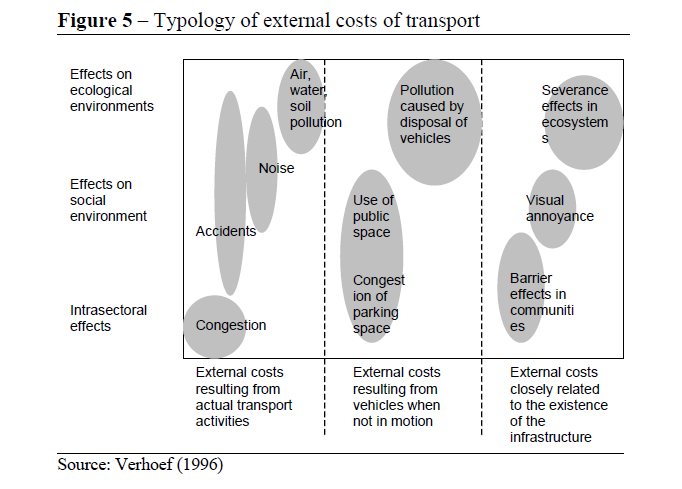 Figure 5 – Typology of external costs of transport
Effects on
ecological
environments
Effects on
social
environment
Intrasectoral
effects
Air,
water,
soil
pollution
Noise
Accidents
Congestion
Pollution
caused by
disposal of
vehicles
Use of
public
space
Congest
ion of
parking
space
Severance
effects in
ecosystem
s
Visual
annoyance
Barrier
effects in
communiti
es
External costs
resulting from
actual transport
activities
External costs
resulting from
vehicles when
not in motion
External costs
closely related
to the existence
of the
infrastructure
Source: Verhoef (1996)